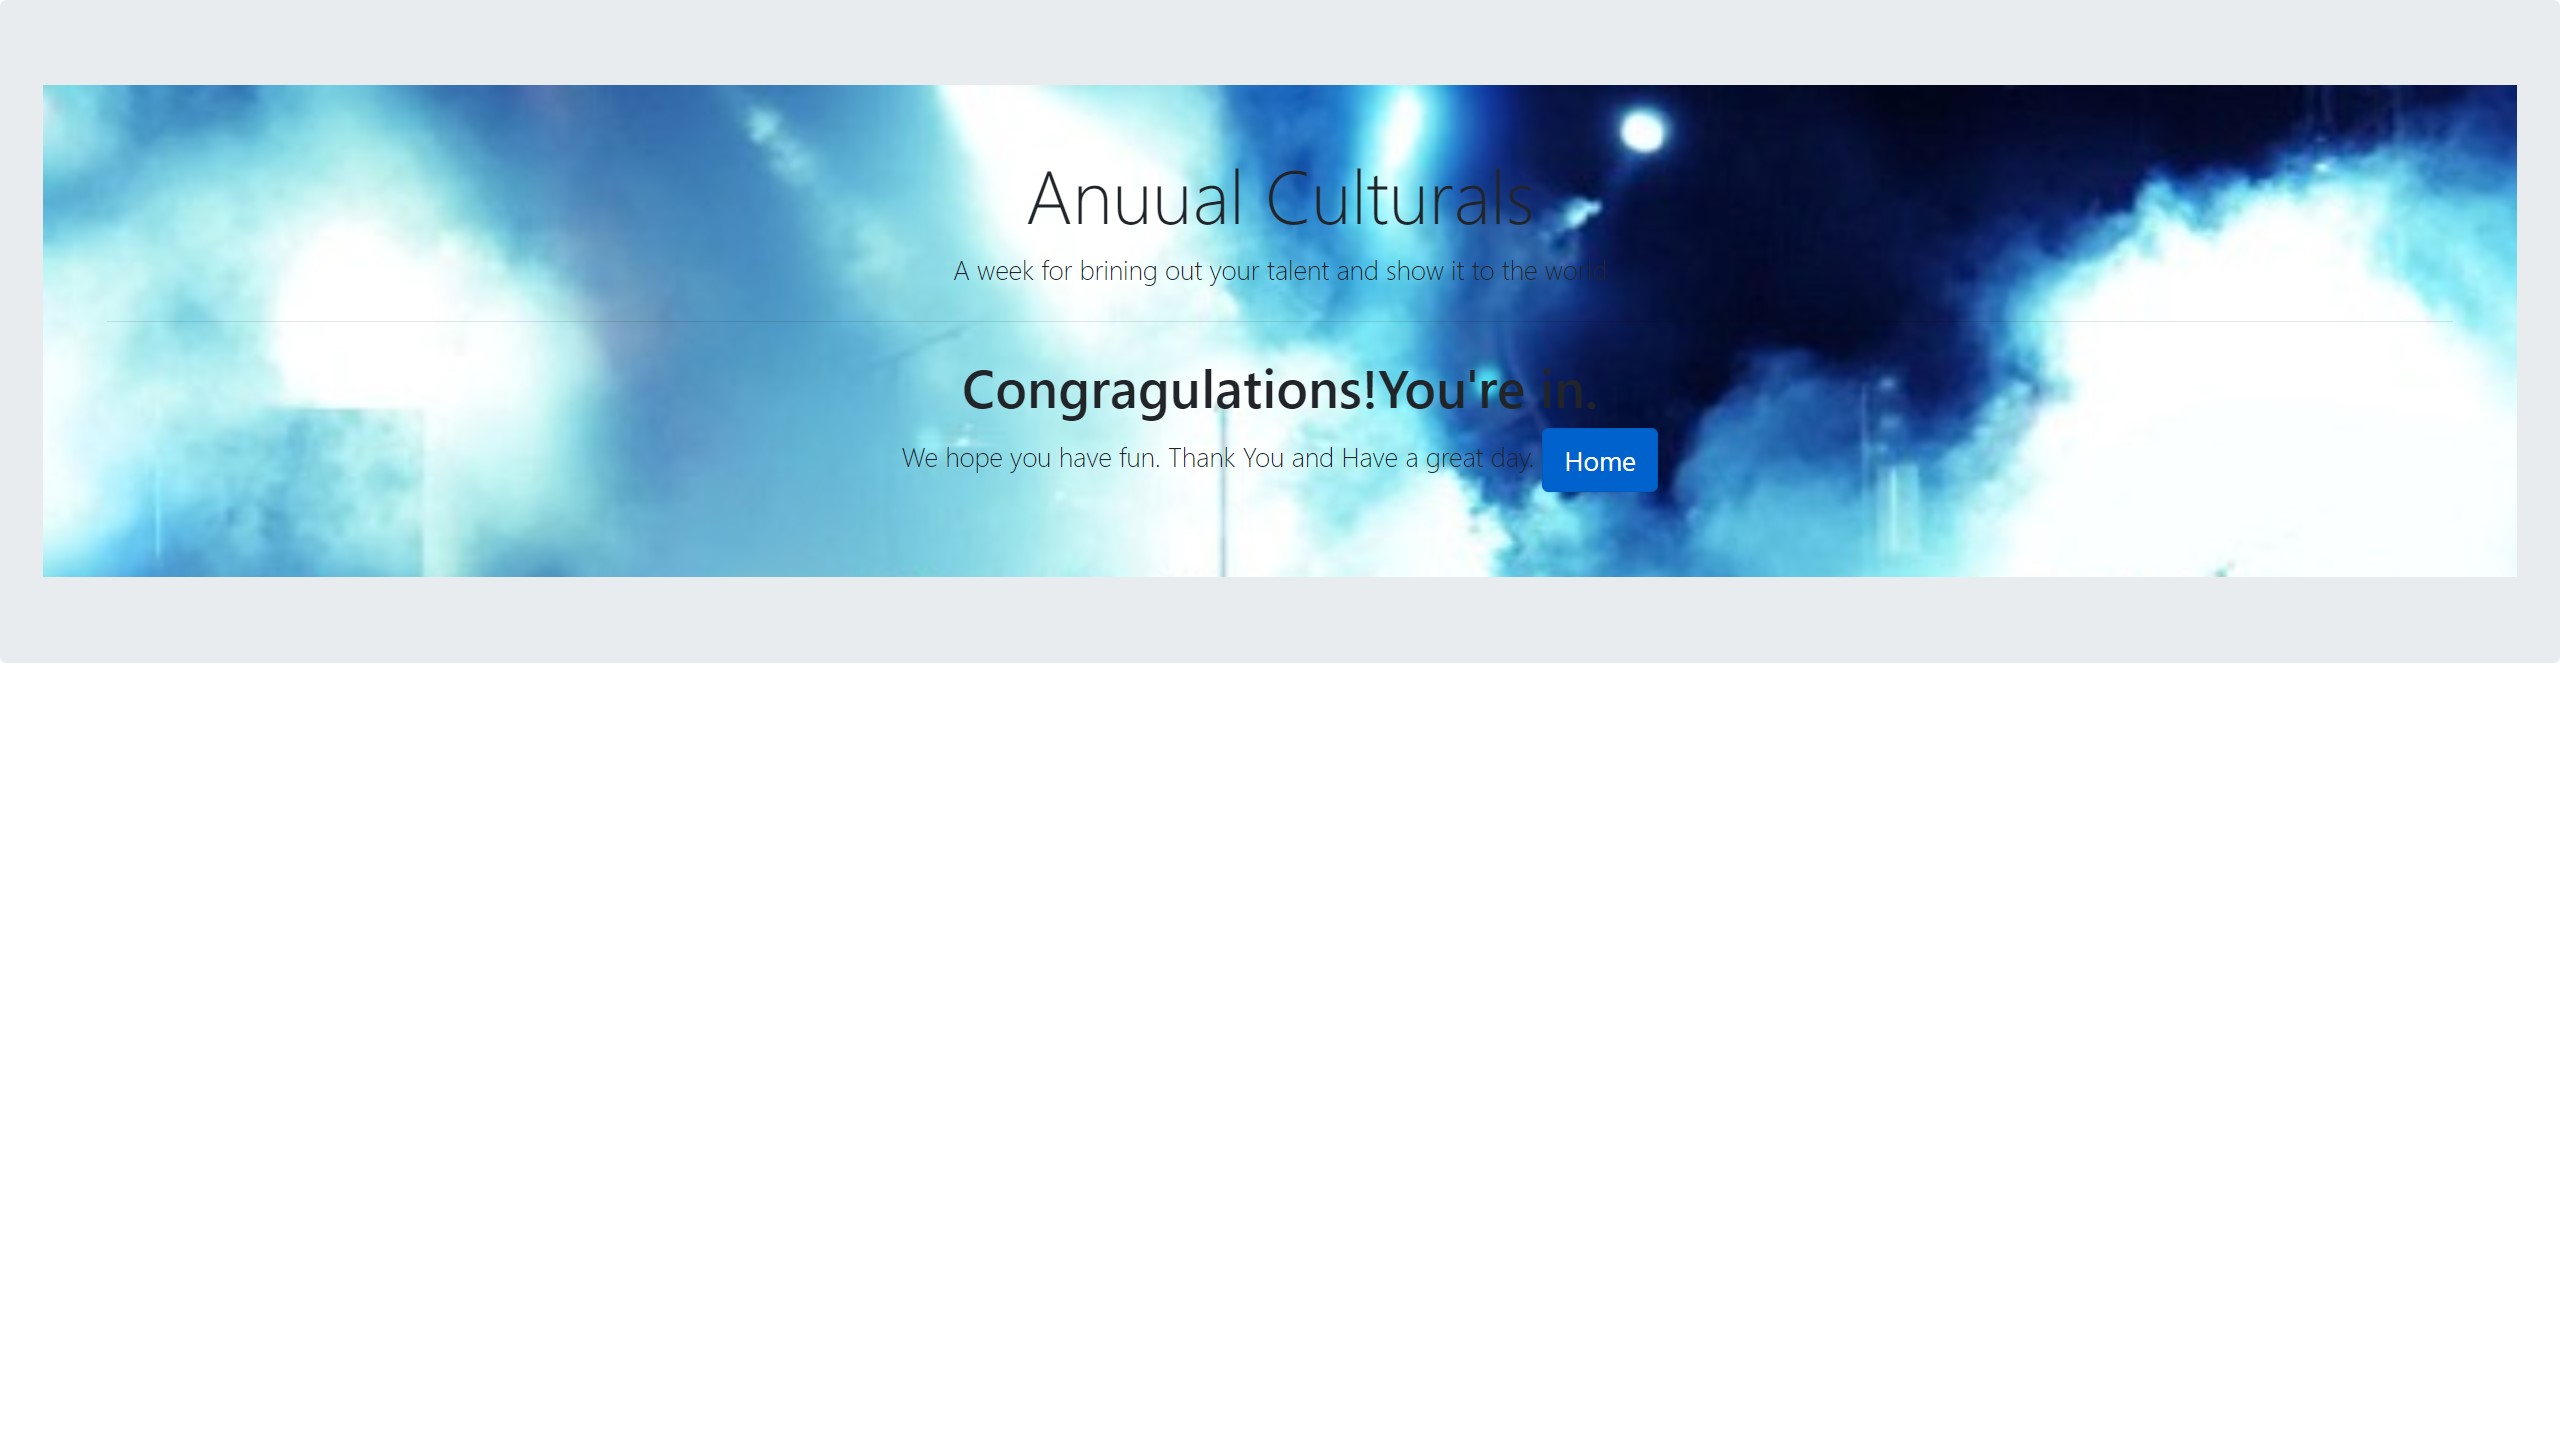 Anuual Culturals
A week for brining out your talent and show it to the world
Congragulations!You're in.
We hope you have fun. Thank You and Have a great day. Home